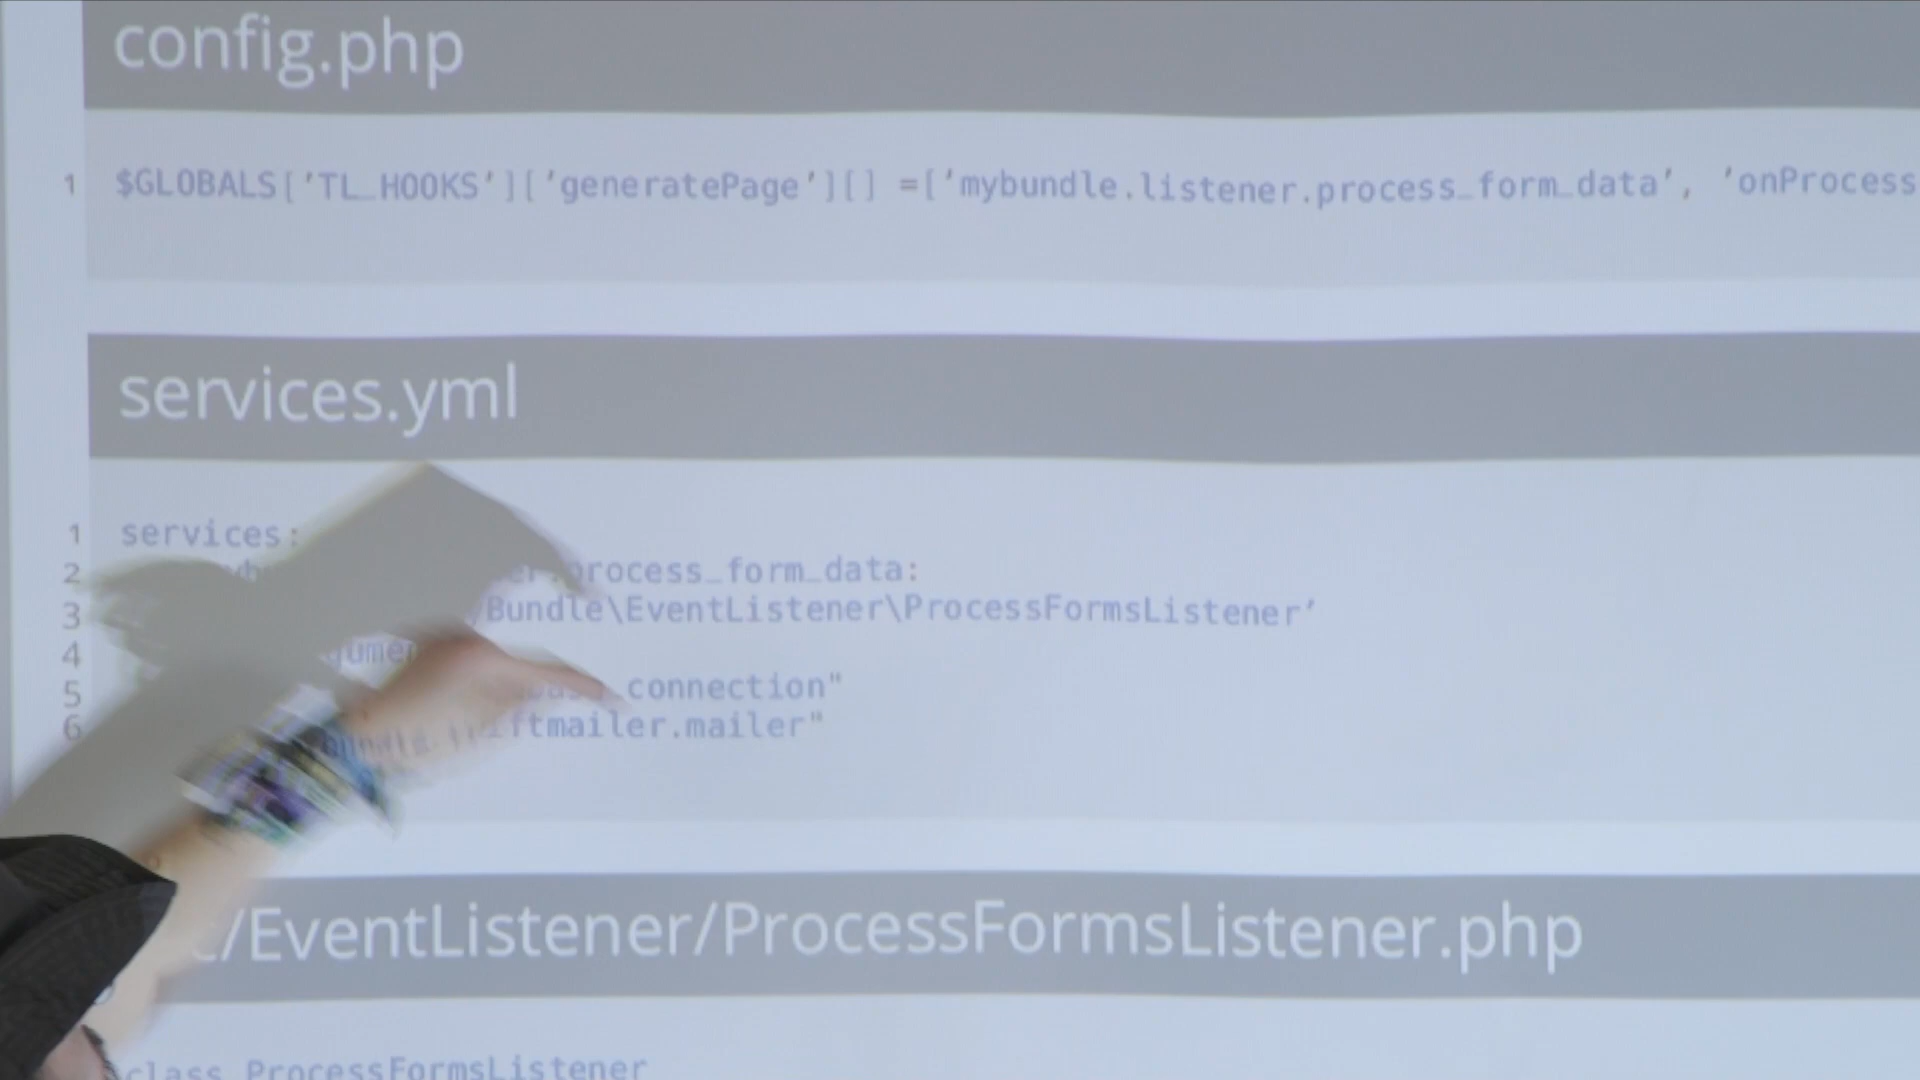 config.php
1 $GLOBALS['TL_HOOKS']['generatePage'][] =['mybundle.listener.process_form_data', 'onProcess
services.yml
1 services:
2 process_form_data:
3 Bundle\EventListener\ProcessFormsListener'
4
5 connection"
6 ftmailer.mailer"
/EventListener/ProcessFormsListener.php
class ProcessFormsListener